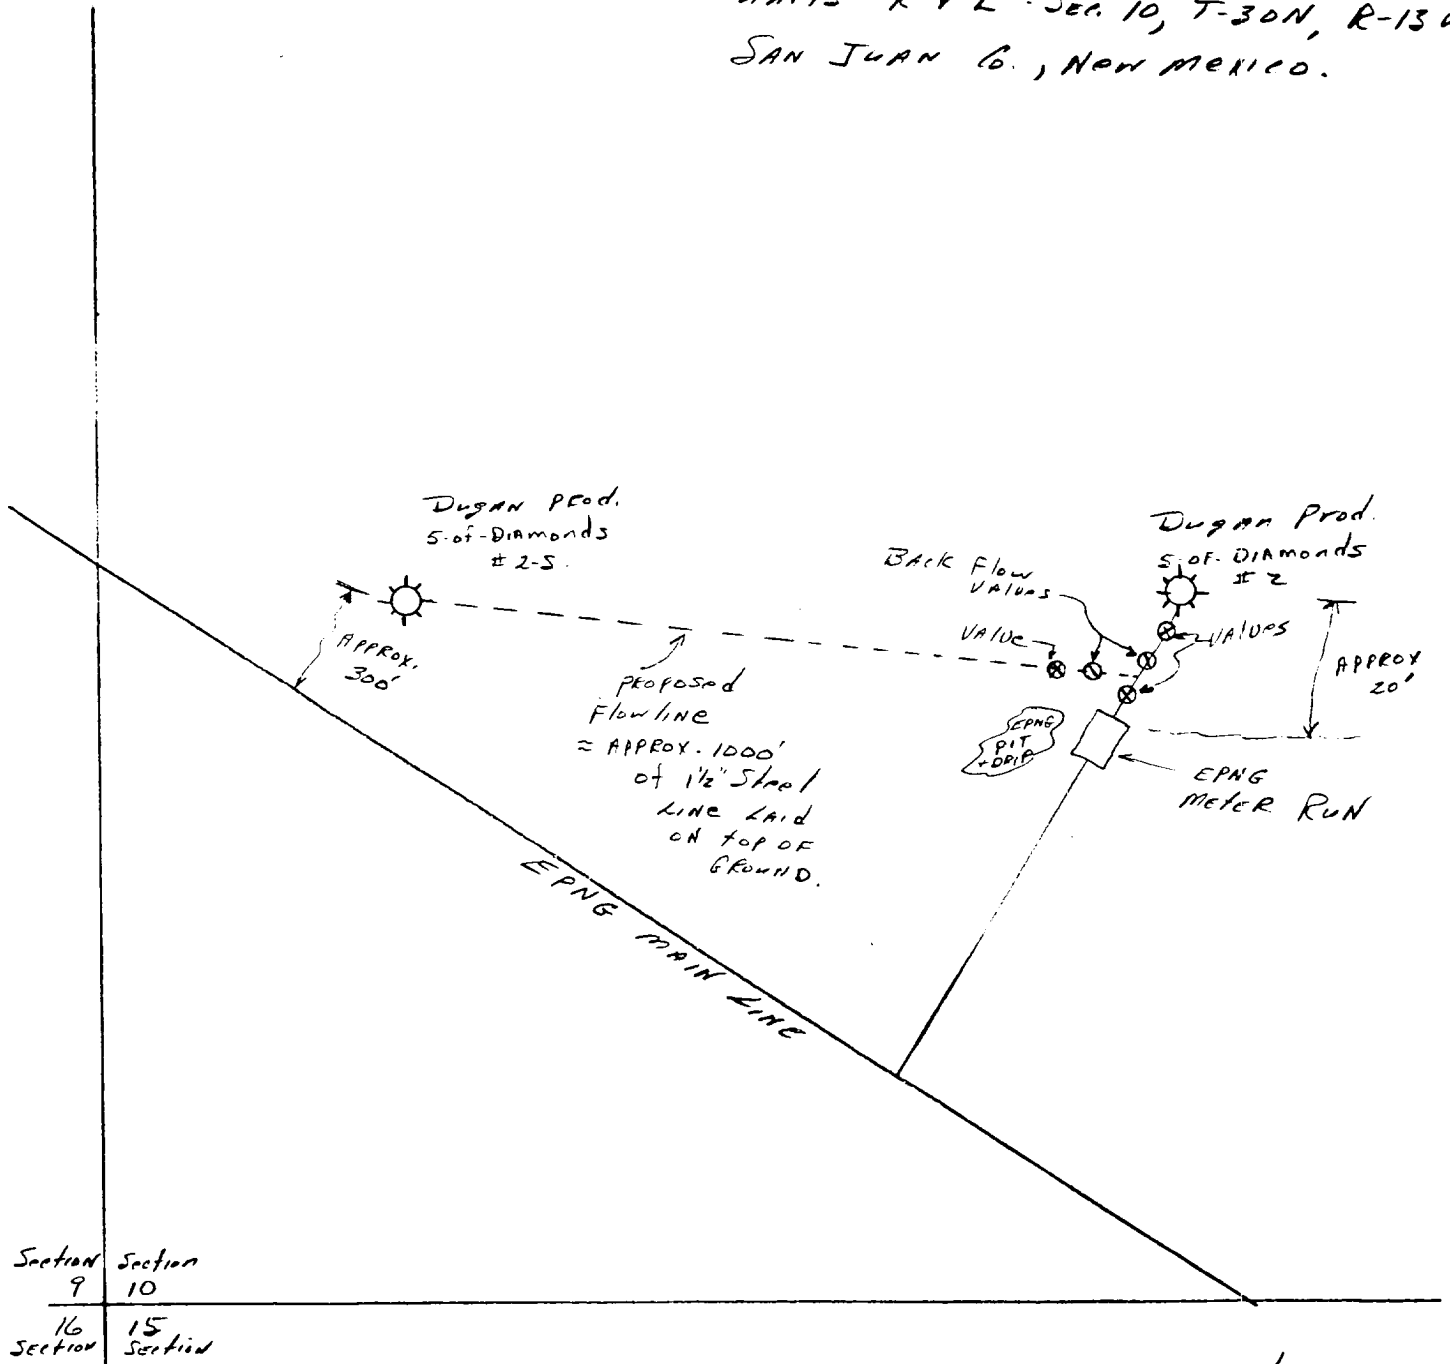 UNITS K & L - SEC. 10, T-30N, R-13
SAN JUAN Co., NEW MEXICO.
Dugan Prod.
5-of-Diamonds
# 2-S.
Dugan Prod.
5-of-Diamonds
# 2
BACK Flow
VALVES
VALVE
VALVES
APPROX.
300'
APPROX
20'
PROPOSED
Flowline
≈ APPROX. 1000'
of 1½" Steel
LINE LAID
ON TOP OF
GROUND.
EPNG
PIT
+ DRIP
EPNG
METER RUN
EPNG MAIN LINE
Section Section
9 10
16 15
Section Section